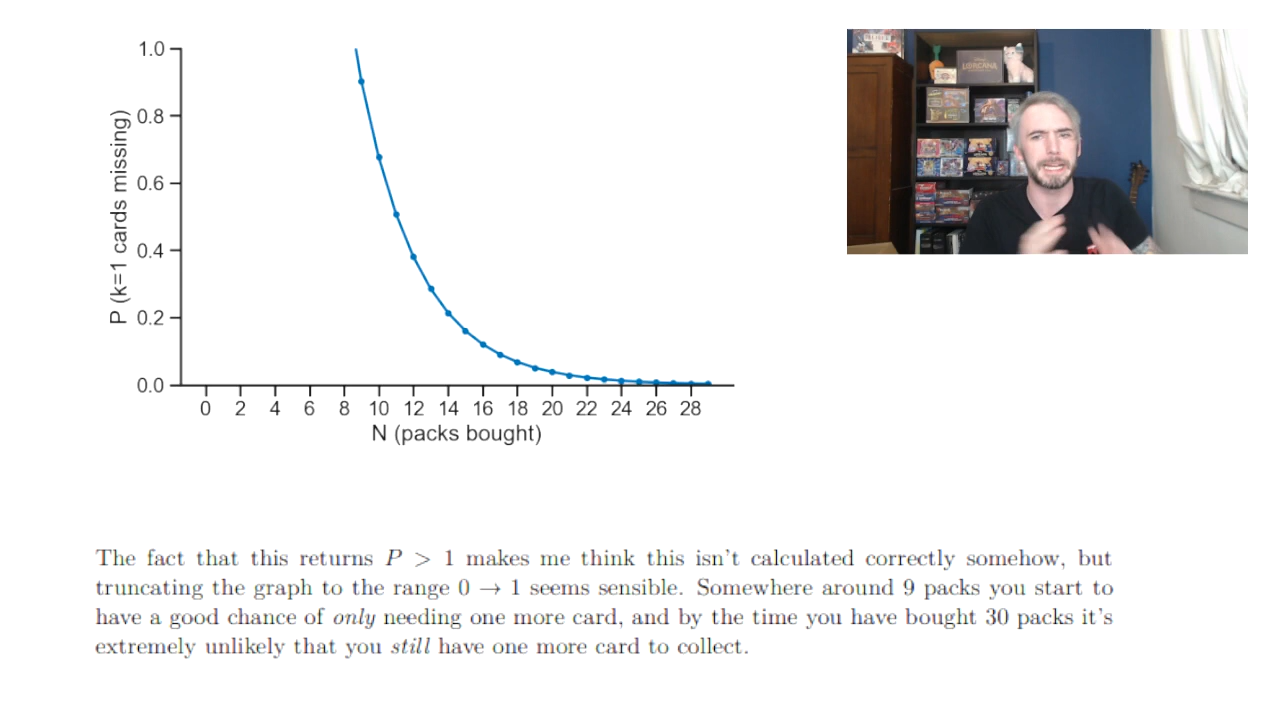 1.0
0.8
0.6
0.4
0.2
0.0
P (k=1 cards missing)
0 2 4 6 8 10 12 14 16 18 20 22 24 26 28
N (packs bought)
LORCANA
The fact that this returns P > 1 makes me think this isn't calculated correctly somehow, but
truncating the graph to the range 0 → 1 seems sensible. Somewhere around 9 packs you start to
have a good chance of only needing one more card, and by the time you have bought 30 packs it's
extremely unlikely that you still have one more card to collect.